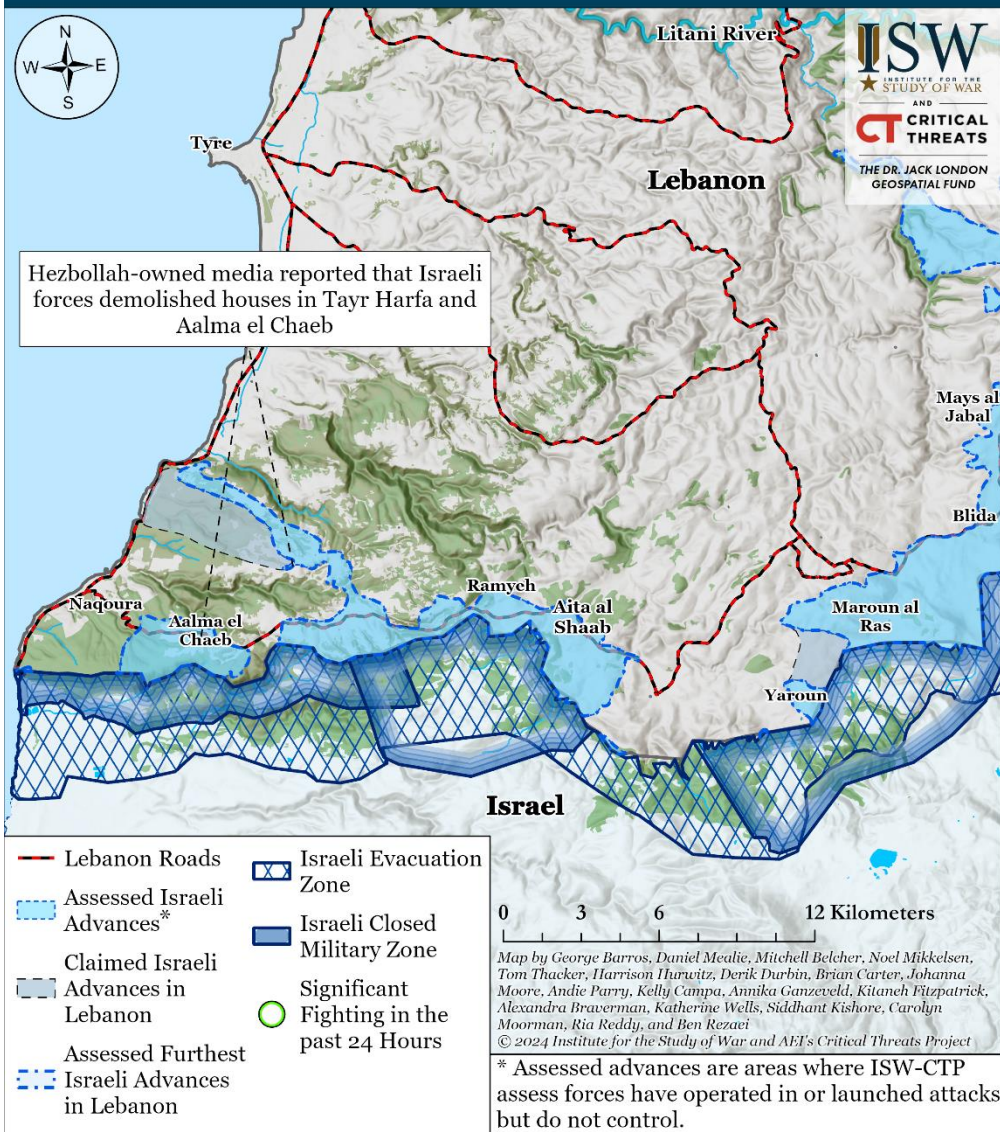 N
W
E
S
Litani River
ISW
INSTITUTE FOR THE
STUDY OF WAR
AND
CT CRITICAL
THREATS
THE DR. JACK LONDON
GEOSPATIAL FUND
Tyre
Lebanon
Hezbollah-owned media reported that Israeli
forces demolished houses in Tayr Harfa and
Aalma el Chaeb
Mays al
Jabal
Blida
Naqoura
Aalma el
Chaeb
Ramyeh
Aita al
Shaab
Maroun al
Ras
Yaroun
Israel
Lebanon Roads
Assessed Israeli
Advances*
Claimed Israeli
Advances in
Lebanon
Assessed Furthest
Israeli Advances
in Lebanon
Israeli Evacuation
Zone
Israeli Closed
Military Zone
Significant
Fighting in the
past 24 Hours
0 3 6 12 Kilometers
Map by George Barros, Daniel Mealie, Mitchell Belcher, Noel Mikkelsen,
Tom Thacker, Harrison Hurwitz, Derik Durbin, Brian Carter, Johanna
Moore, Andie Parry, Kelly Campa, Annika Ganzeveld, Kitaneh Fitzpatrick,
Alexandra Braverman, Katherine Wells, Siddhant Kishore, Carolyn
Moorman, Ria Reddy, and Ben Rezaei
© 2024 Institute for the Study of War and AEI's Critical Threats Project
* Assessed advances are areas where ISW-CTP
assess forces have operated in or launched attacks
but do not control.